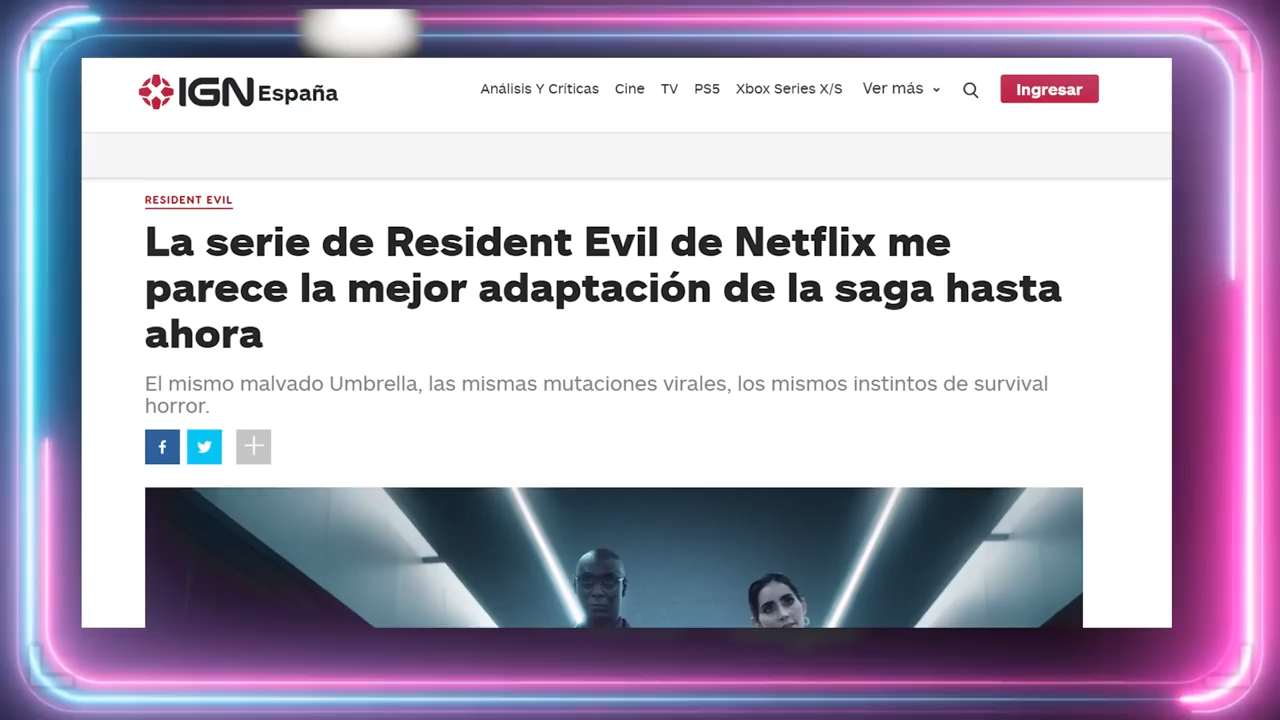 IGN España
Análisis Y Críticas Cine TV PS5 Xbox Series X/S Ver más Ingresar
RESIDENT EVIL
La serie de Resident Evil de Netflix me
parece la mejor adaptación de la saga hasta
ahora
El mismo malvado Umbrella, las mismas mutaciones virales, los mismos instintos de survival
horror.